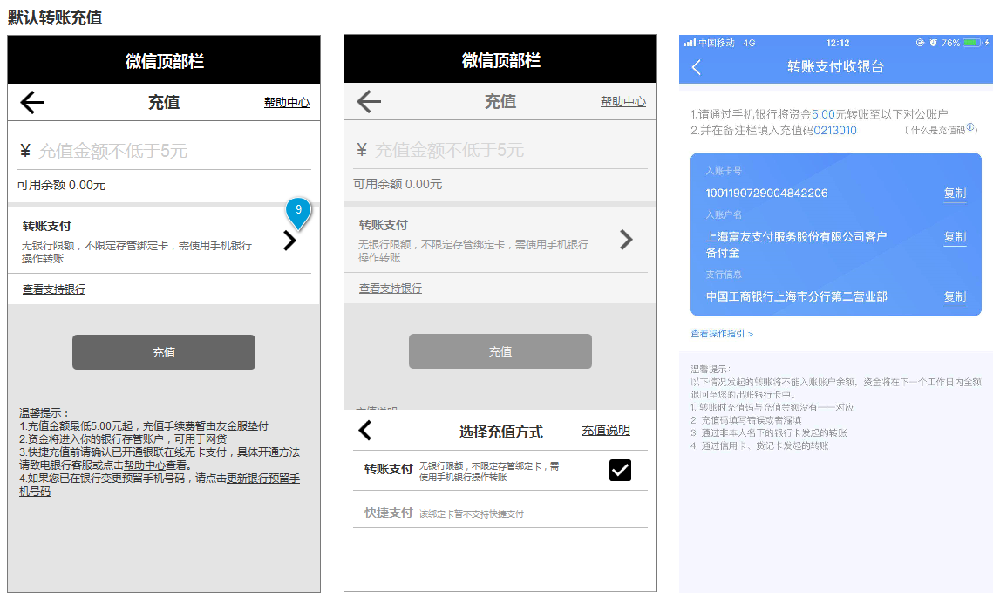 默认转账充值
微信顶部栏
充值
帮助中心
¥ 充值金额不低于5元
可用余额 0.00元
9
转账支付
无银行限额，不限定存管绑定卡，需使用手机银行
操作转账
查看支持银行
充值
温馨提示：
1.充值金额最低5.00元起，充值手续费暂由友金服垫付
2.资金将进入你的银行存管账户，可用于网贷
3.快捷充值前请确认已开通银联在线无卡支付，具体开通方法
请致电银行客服或点击帮助中心查看。
4.如果您已在银行变更预留手机号码，请点击更新银行预留手
机号码
微信顶部栏
充值
帮助中心
¥ 充值金额不低于5元
可用余额 0.00元
转账支付
无银行限额，不限定存管绑定卡，需使用手机银行
操作转账
查看支持银行
充值
选择充值方式
充值说明
转账支付
无银行限额，不限定存管绑定卡，需
使用手机银行操作转账
快捷支付 该绑定卡暂不支持快捷支付
中国移动 4G 12:12 76%
转账支付收银台
1.请通过手机银行将资金5.00元转账至以下对公账户
2.并在备注栏填入充值码0213010 （什么是充值码）
入账卡号
1001190729004842206 复制
入账户名
上海富友支付服务股份有限公司客户
备付金
复制
支行信息
中国工商银行上海市分行第二营业部 复制
查看操作指引 >
温馨提示：
以下情况发起的转账将不能入账账户余额，资金将在下一个工作日内全额
退回至您的出账银行卡中。
1. 转账时充值码与充值金额没有一一对应
2. 充值码填写错误或者漏填
3. 通过非本人名下的银行卡发起的转账
4. 通过信用卡、贷记卡发起的转账